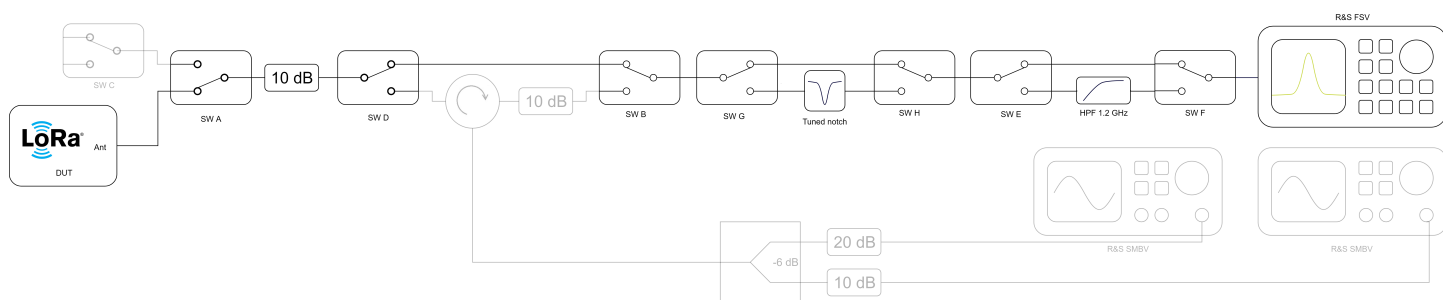 R&S FSV
SW C
10 dB
SW A
SW D
10 dB
SW B
SW G
Tuned notch
SW H
SW E
HPF 1.2 GHz
SW F
LoRa®
Ant
DUT
20 dB
-6 dB
10 dB
R&S SMBV
R&S SMBV